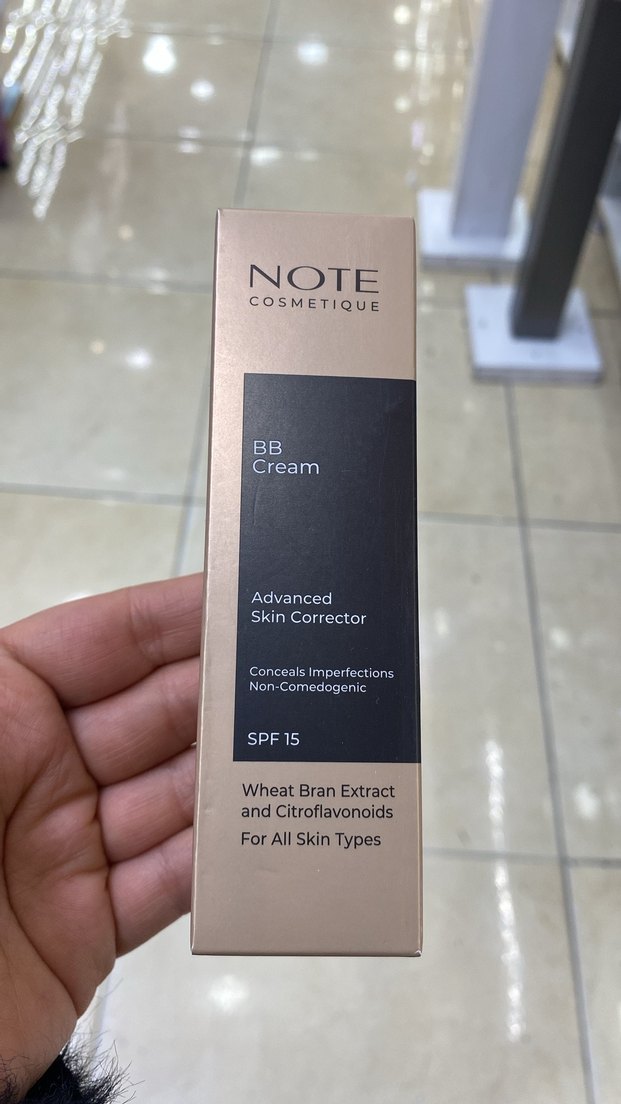 NOTE
COSMETIQUE
BB
Cream
Advanced
Skin Corrector
Conceals Imperfections
Non-Comedogenic
SPF 15
Wheat Bran Extract
and Citroflavonoids
For All Skin Types